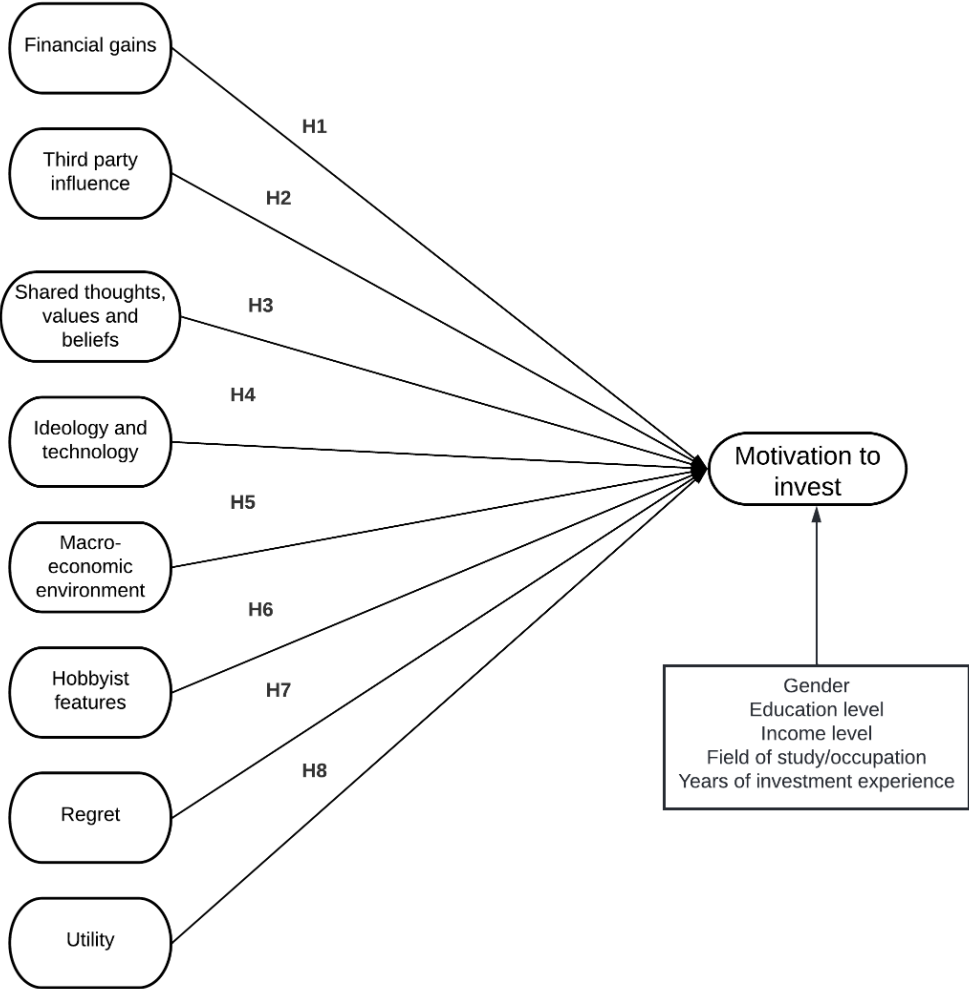 Financial gains
H1
Third party
influence
H2
Shared thoughts,
values and
beliefs
H3
H4
Ideology and
technology
Motivation to
invest
H5
Macro-
economic
environment
H6
Hobbyist
features
H7
Gender
Education level
Income level
Field of study/occupation
Years of investment experience
H8
Regret
Utility